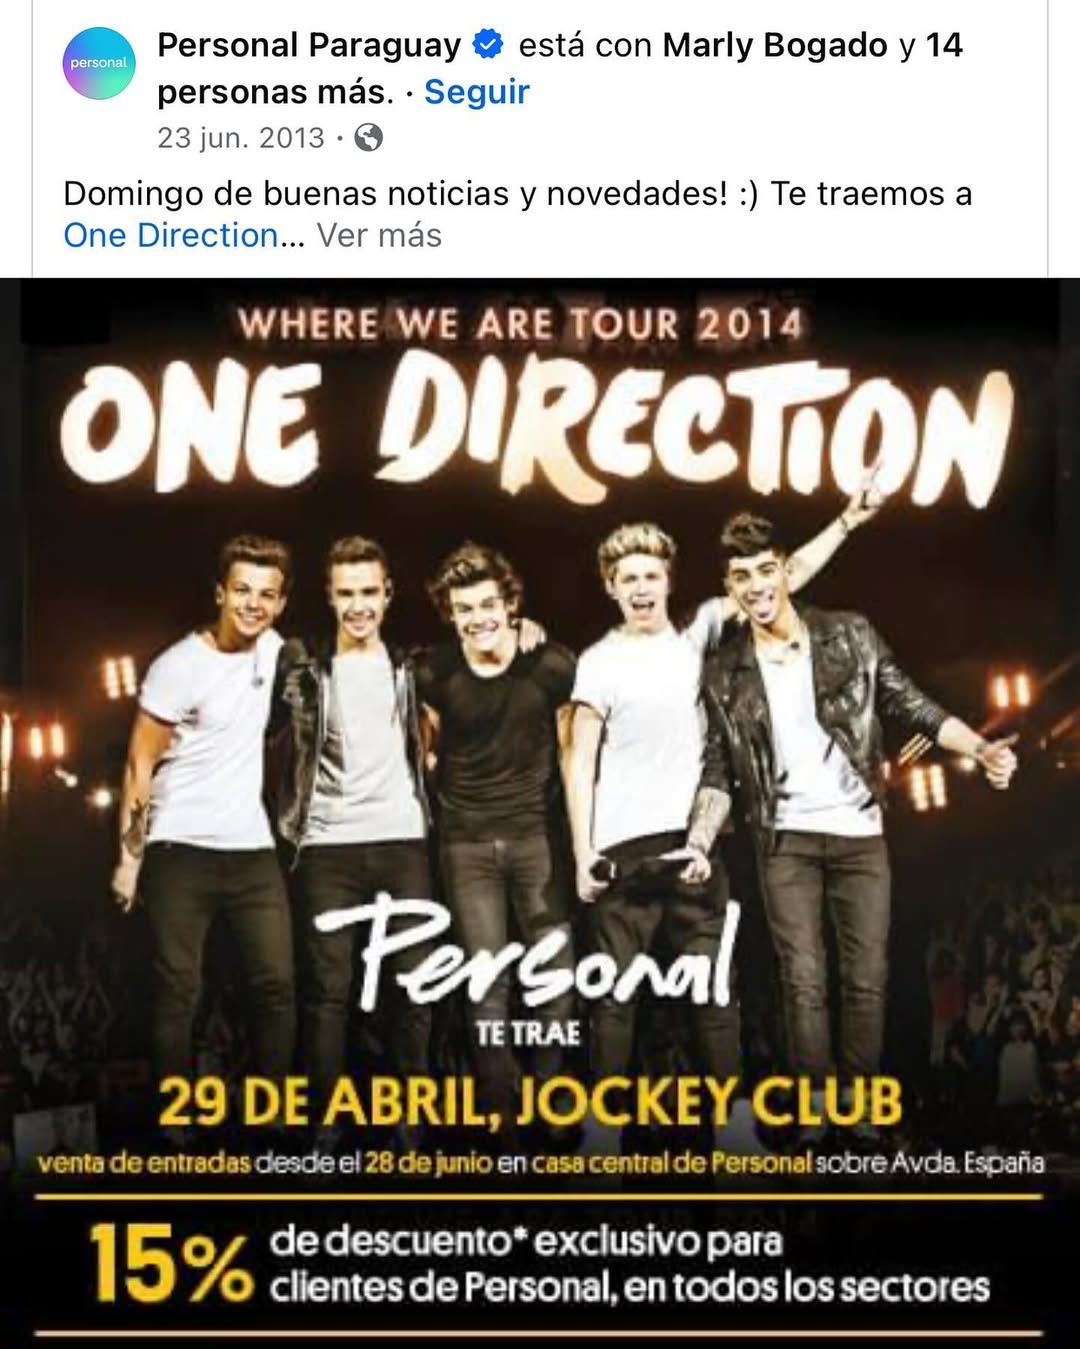 personal
Personal Paraguay está con Marly Bogado y 14
personas más. · Seguir
23 jun. 2013 ·
Domingo de buenas noticias y novedades! :) Te traemos a
One Direction... Ver más
WHERE WE ARE TOUR 2014
ONE DIRECTION
Personal
TE TRAE
29 DE ABRIL, JOCKEY CLUB
venta de entradas desde el 28 de junio en casa central de Personal sobre Avda. España
15% de descuento* exclusivo para
clientes de Personal, en todos los sectores